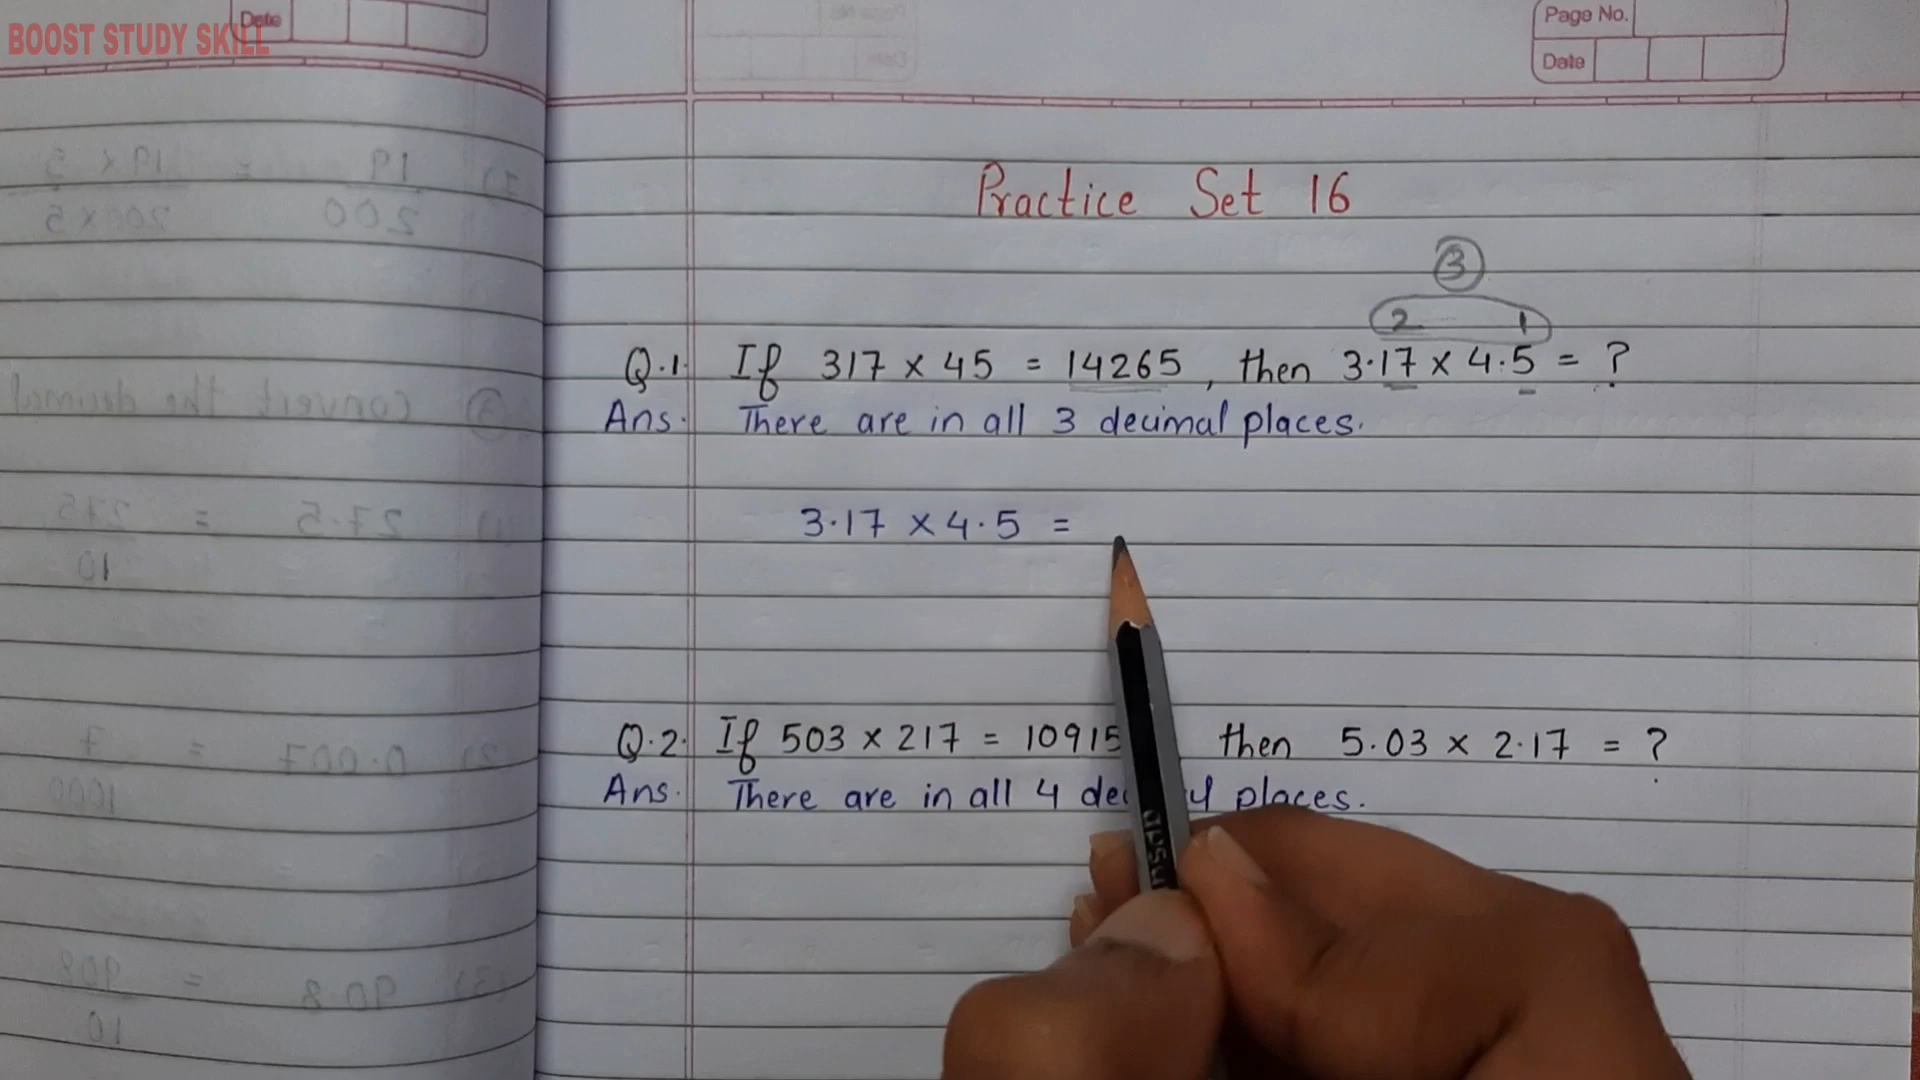 BOOST STUDY SKILL
Date
Page No.
Date
Practice Set 16
3
2 1
Q.1. If 317 × 45 = 14265, then 3.17 × 4.5 = ?
Ans. There are in all 3 decimal places.
3.17 × 4.5 =
Q.2. If 503 × 217 = 10915 then 5.03 × 2.17 = ?
Ans. There are in all 4 places.
apsara